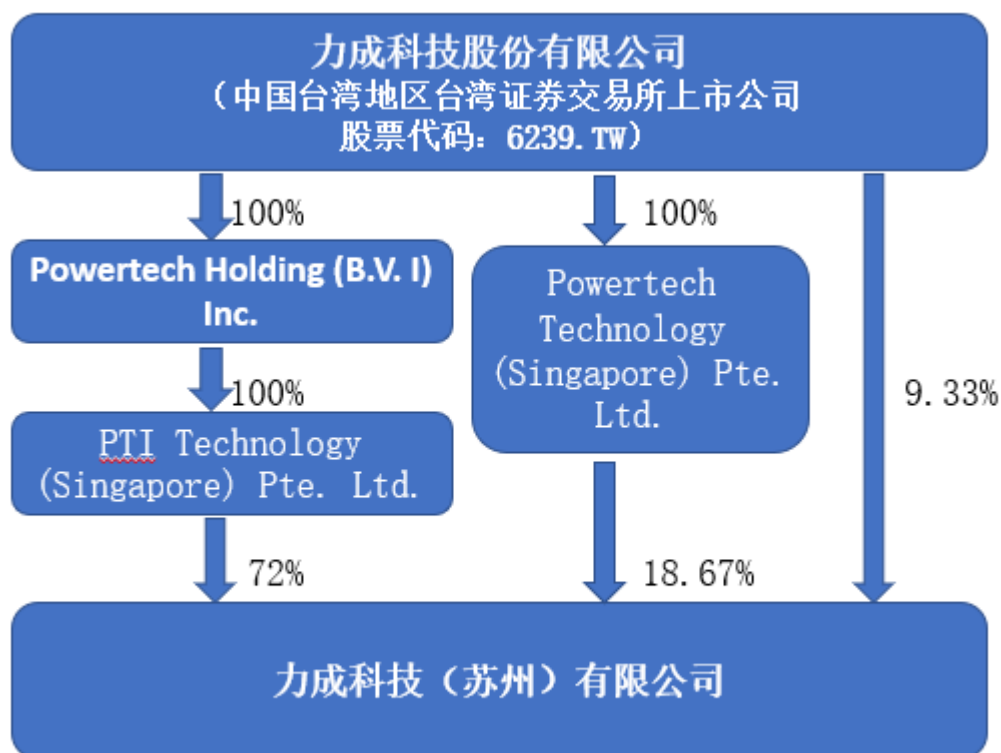 力成科技股份有限公司
（中国台湾地区台湾证券交易所上市公司
股票代码：6239.TW）
100%
100%
Powertech Holding (B.V. I)
Inc.
Powertech
Technology
(Singapore) Pte.
Ltd.
100%
9.33%
PTI Technology
(Singapore) Pte. Ltd.
72%
18.67%
力成科技（苏州）有限公司